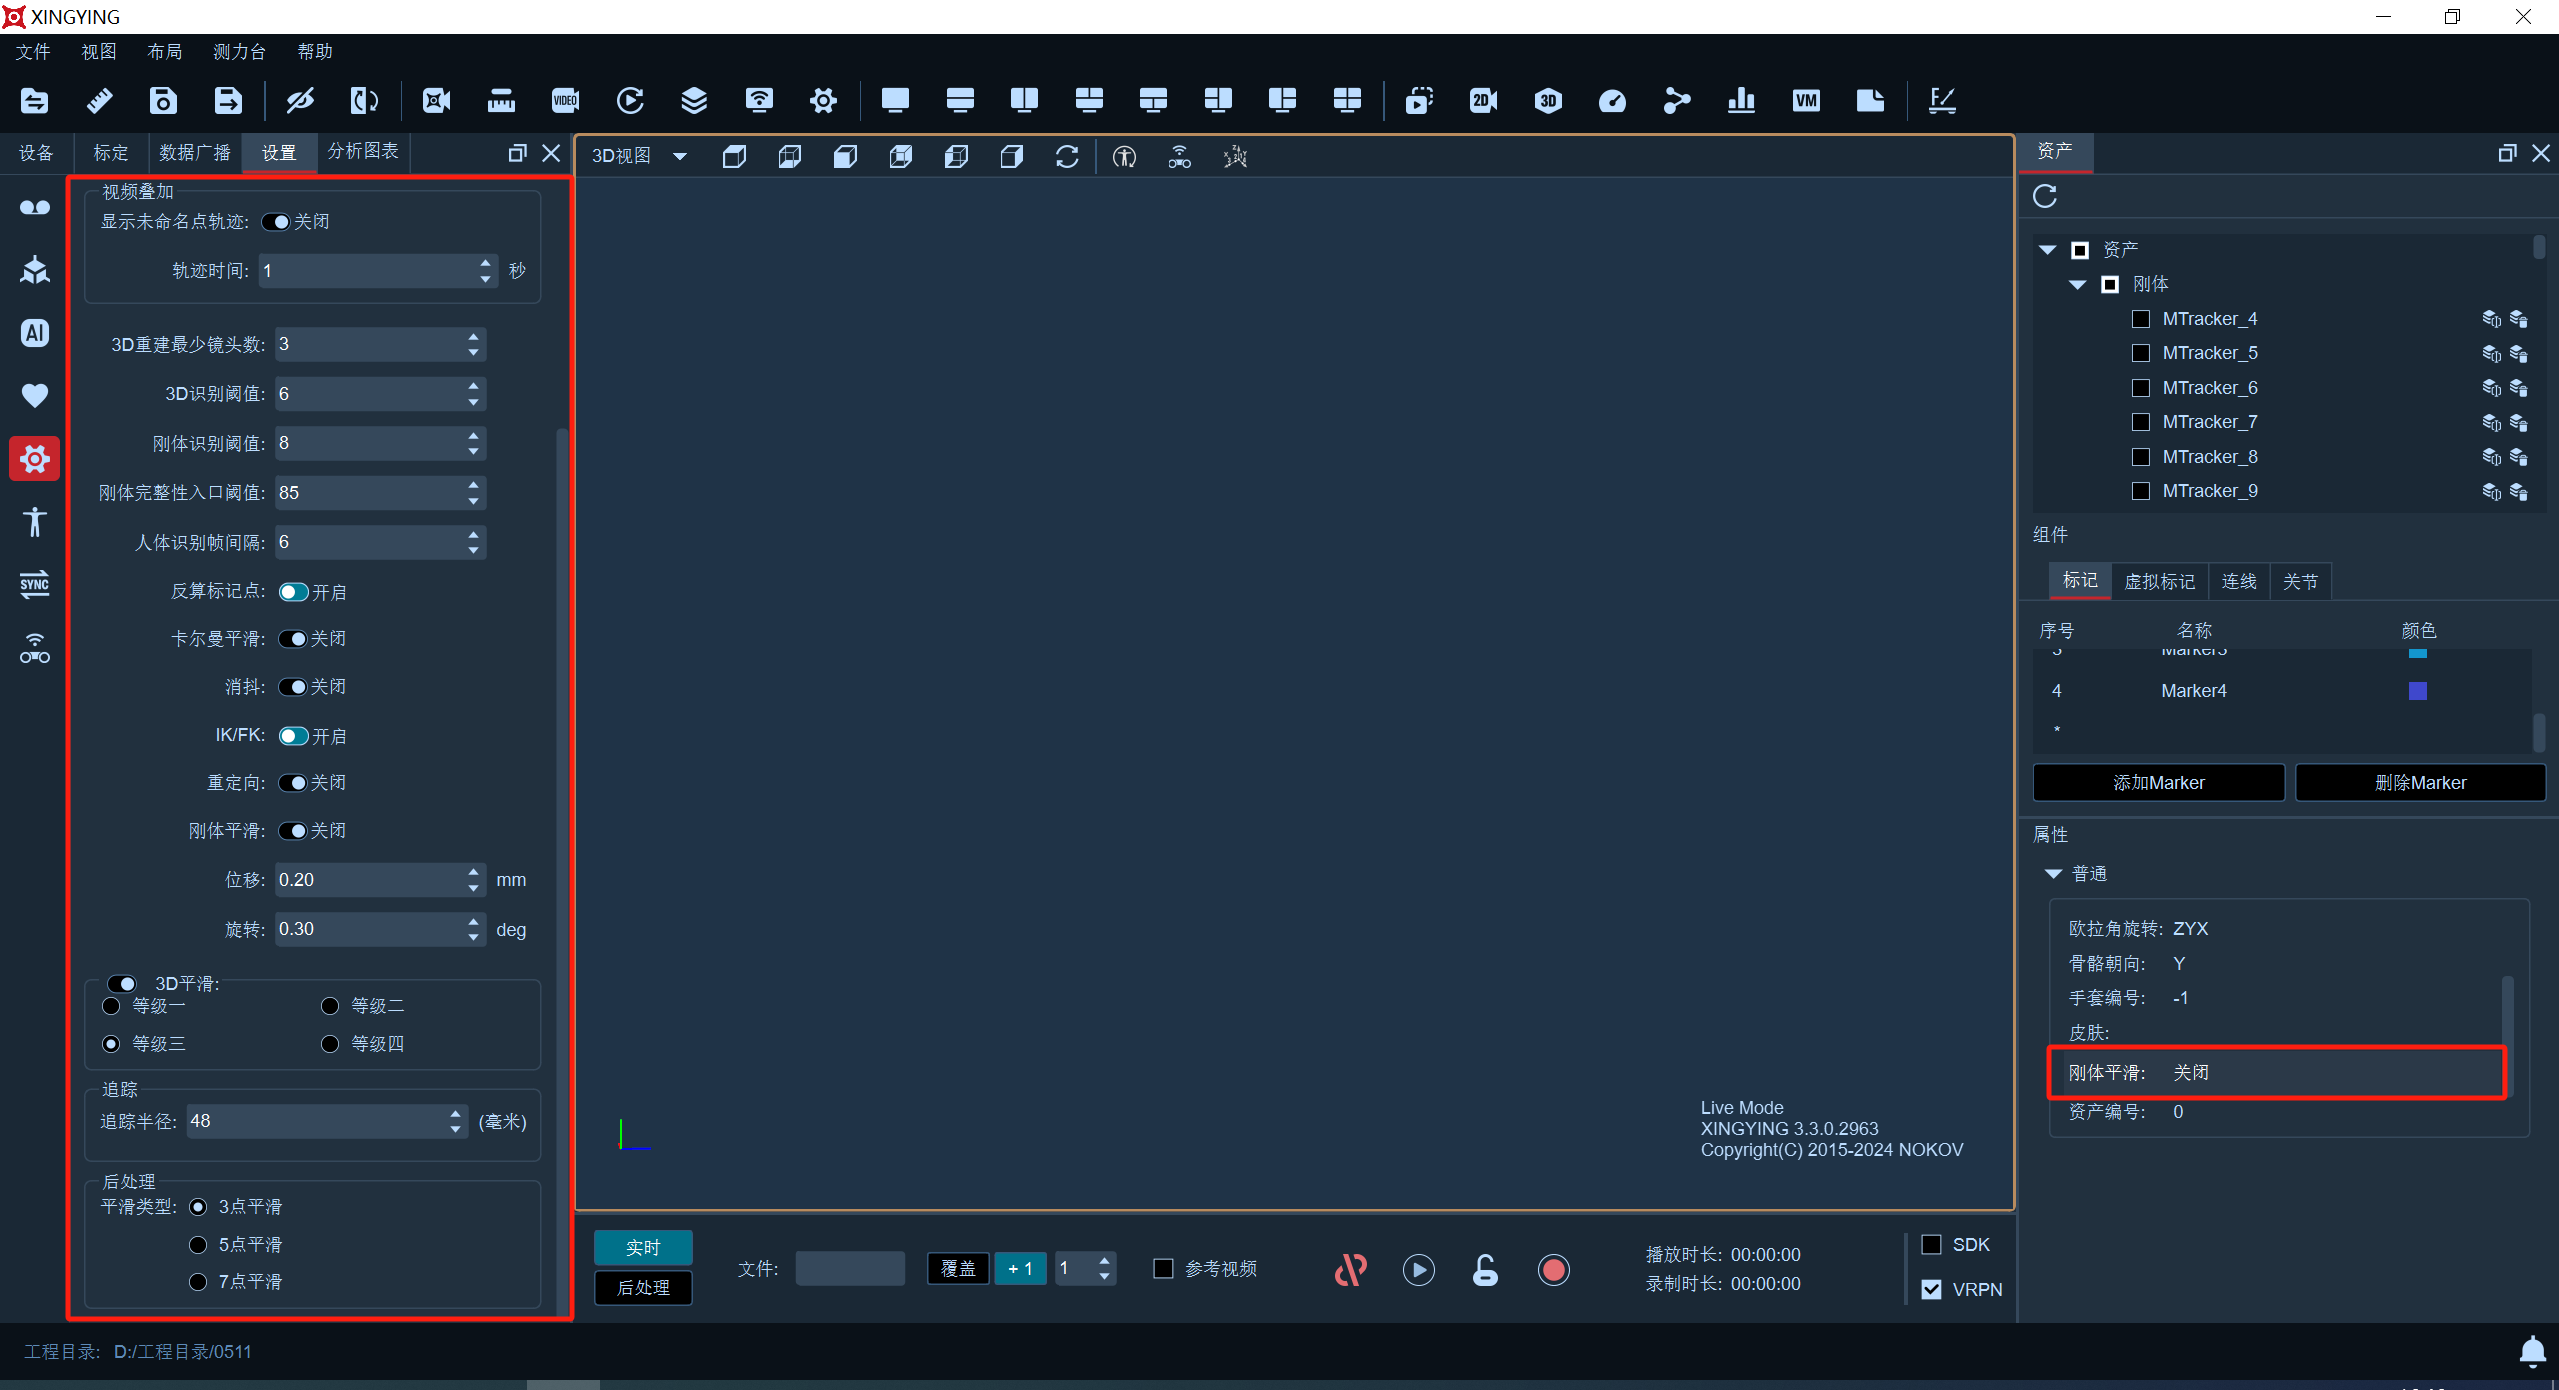 XINGYING
文件 视图 布局 测力台 帮助
VIDEO 2D 3D VM
设备 标定 数据广播 设置 分析图表
3D视图
资产
视频叠加
显示未命名点轨迹: 关闭
轨迹时间: 1 秒
3D重建最少镜头数: 3
3D识别阈值: 6
刚体识别阈值: 8
刚体完整性入口阈值: 85
人体识别帧间隔: 6
反算标记点: 开启
卡尔曼平滑: 关闭
消抖: 关闭
IK/FK: 开启
重定向: 关闭
刚体平滑: 关闭
位移: 0.20 mm
旋转: 0.30 deg
3D平滑:
等级一 等级二
等级三 等级四
追踪
追踪半径: 48 (毫米)
后处理
平滑类型: 3点平滑
5点平滑
7点平滑
AI
SYNC
Live Mode
XINGYING 3.3.0.2963
Copyright(C) 2015-2024 NOKOV
实时
后处理
文件: 覆盖 + 1 1 参考视频
播放时长: 00:00:00
录制时长: 00:00:00
SDK
VRPN
资产
刚体
MTracker_4
MTracker_5
MTracker_6
MTracker_7
MTracker_8
MTracker_9
组件
标记 虚拟标记 连线 关节
序号 名称 颜色
3 Marker3
4 Marker4
*
添加Marker 删除Marker
属性
普通
欧拉角旋转: ZYX
骨骼朝向: Y
手套编号: -1
皮肤:
刚体平滑: 关闭
资产编号: 0
工程目录: D:/工程目录/0511